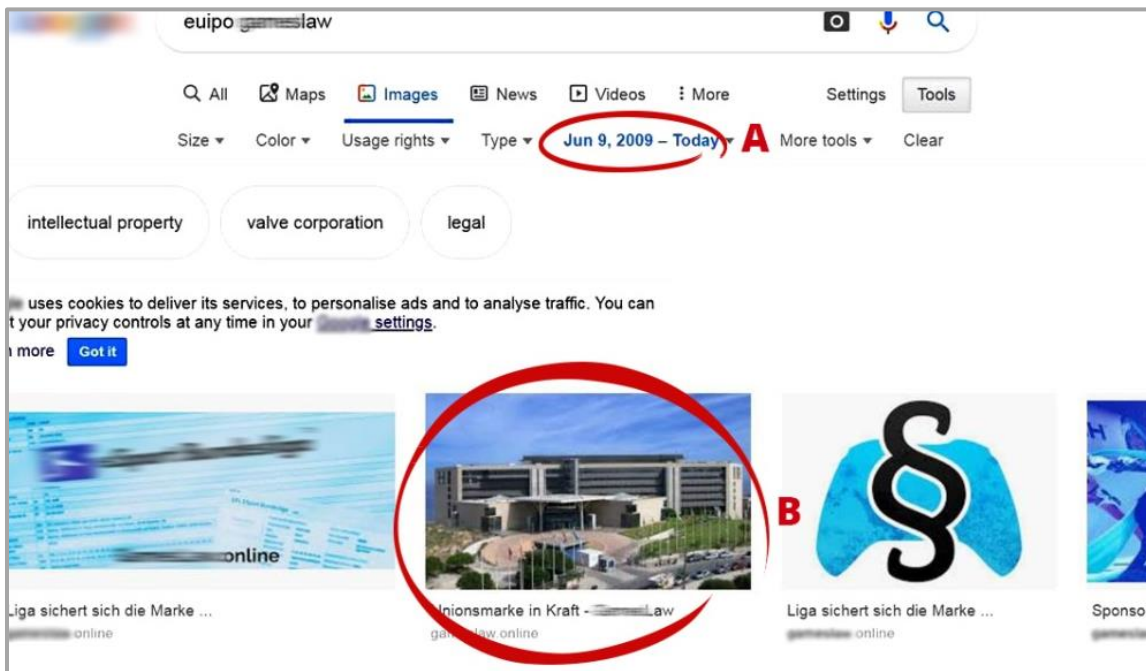 euipo law
All Maps Images News Videos More Settings Tools
Size Color Usage rights Type Jun 9, 2009 – Today A More tools Clear
intellectual property valve corporation legal
uses cookies to deliver its services, to personalise ads and to analyse traffic. You can
t your privacy controls at any time in your settings.
more Got it
online
B
Liga sichert sich die Marke ... Unionsmarke in Kraft - Law Liga sichert sich die Marke ... Sponso
online law.online online